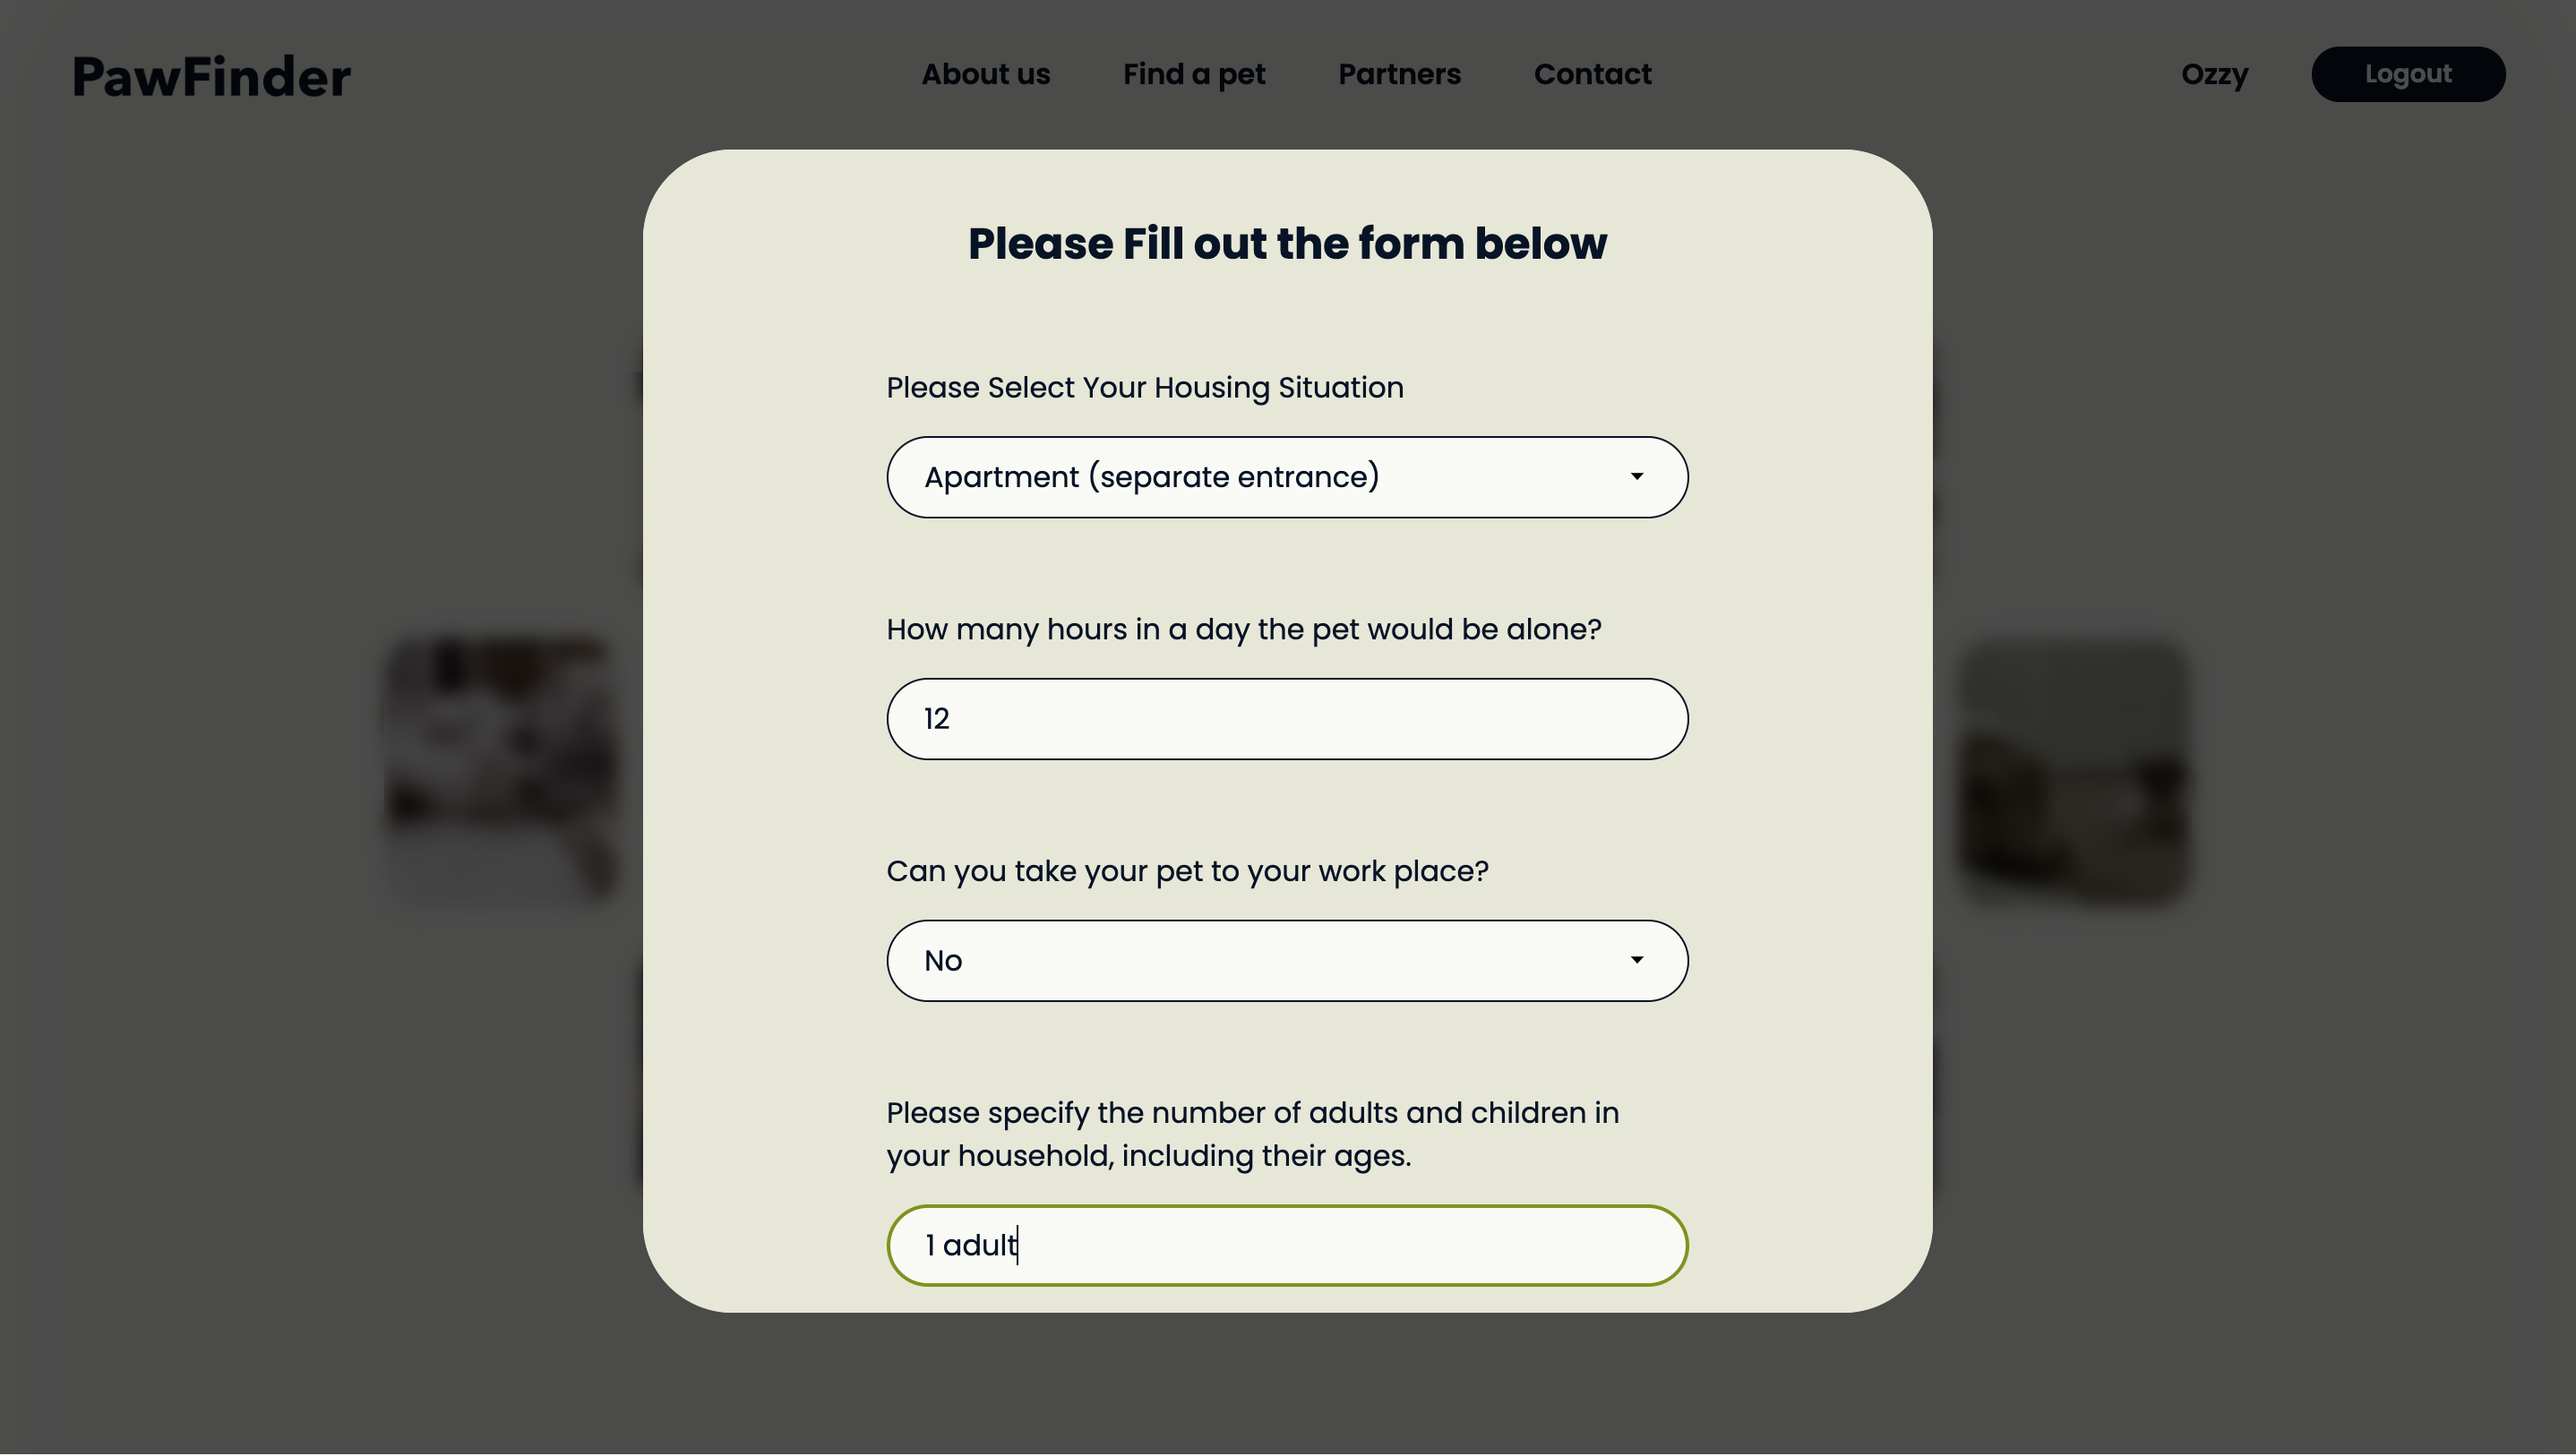 PawFinder
About us
Find a pet
Partners
Contact
Ozzy
Logout
Please Fill out the form below
Please Select Your Housing Situation
Apartment (separate entrance)
How many hours in a day the pet would be alone?
12
Can you take your pet to your work place?
No
Please specify the number of adults and children in
your household, including their ages.
1 adult